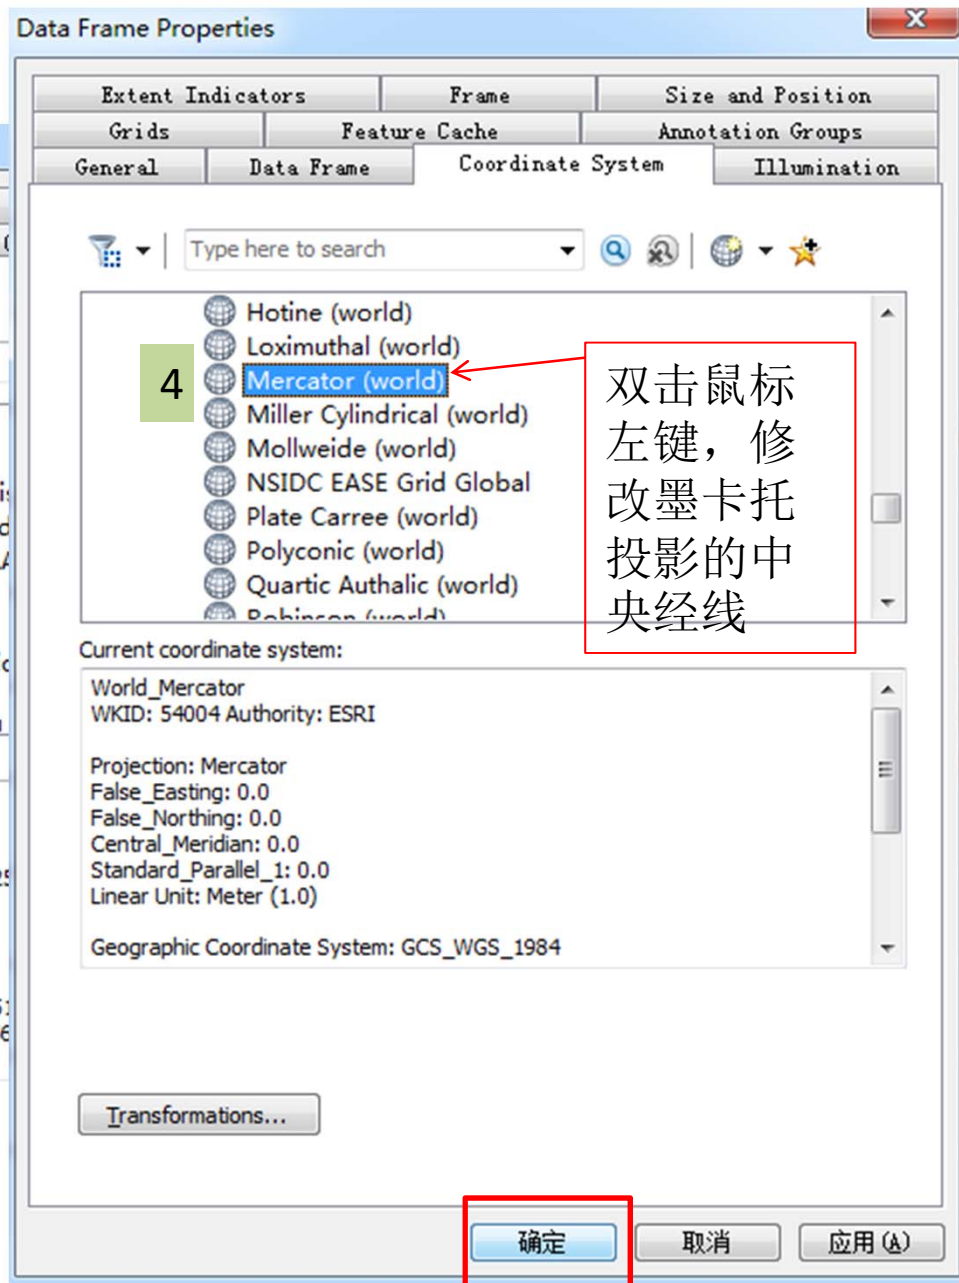 Data Frame Properties
Extent Indicators
Frame
Size and Position
Grids
Feature Cache
Annotation Groups
General
Data Frame
Coordinate System
Illumination
Type here to search
Hotine (world)
Loximuthal (world)
4
Mercator (world)
Miller Cylindrical (world)
Mollweide (world)
NSIDC EASE Grid Global
Plate Carree (world)
Polyconic (world)
Quartic Authalic (world)
Robinson (world)
双击鼠标
左键，修
改墨卡托
投影的中
央经线
Current coordinate system:
World_Mercator
WKID: 54004 Authority: ESRI
Projection: Mercator
False_Easting: 0.0
False_Northing: 0.0
Central_Meridian: 0.0
Standard_Parallel_1: 0.0
Linear Unit: Meter (1.0)
Geographic Coordinate System: GCS_WGS_1984
Transformations...
确定
取消
应用(A)